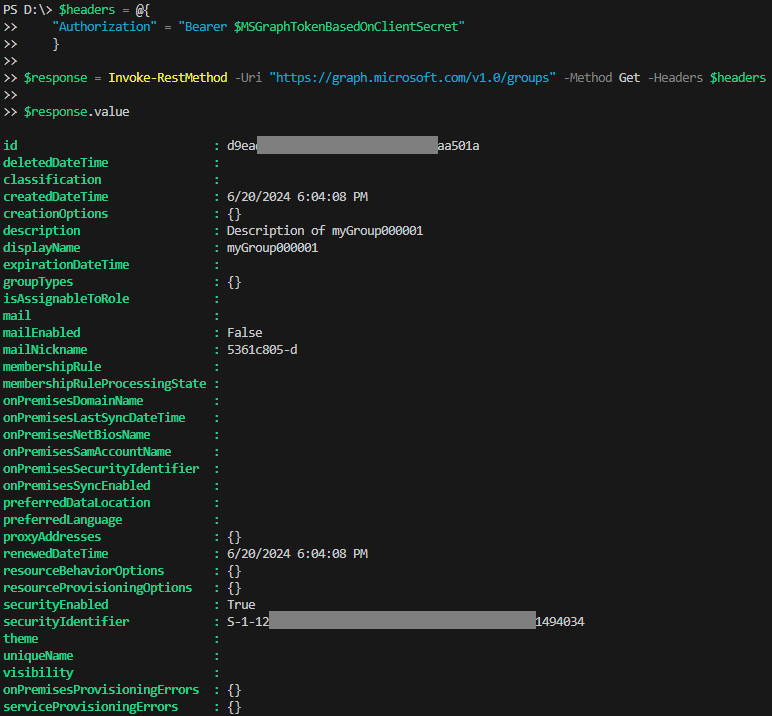 PS D:\> $headers = @{
>>     "Authorization" = "Bearer $MSGraphTokenBasedOnClientSecret"
>>     }
>>
>> $response = Invoke-RestMethod -Uri "https://graph.microsoft.com/v1.0/groups" -Method Get -Headers $headers
>>
>> $response.value
id                              : d9ea aa501a
deletedDateTime                 :
classification                  :
createdDateTime                 : 6/20/2024 6:04:08 PM
creationOptions                 : {}
description                     : Description of myGroup000001
displayName                     : myGroup000001
expirationDateTime              :
groupTypes                      : {}
isAssignableToRole              :
mail                            :
mailEnabled                     : False
mailNickname                    : 5361c805-d
membershipRule                  :
membershipRuleProcessingState   :
onPremisesDomainName            :
onPremisesLastSyncDateTime      :
onPremisesNetBiosName           :
onPremisesSamAccountName        :
onPremisesSecurityIdentifier    :
onPremisesSyncEnabled           :
preferredDataLocation           :
preferredLanguage               :
proxyAddresses                  : {}
renewedDateTime                 : 6/20/2024 6:04:08 PM
resourceBehaviorOptions         : {}
resourceProvisioningOptions     : {}
securityEnabled                 : True
securityIdentifier              : S-1-12 1494034
theme                           :
uniqueName                      :
visibility                      :
onPremisesProvisioningErrors    : {}
serviceProvisioningErrors       : {}